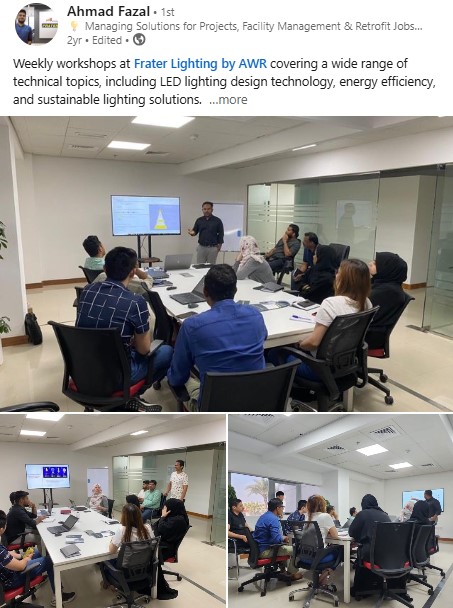 Ahmad Fazal • 1st
💡 Managing Solutions for Projects, Facility Management & Retrofit Jobs...
2yr • Edited •
Weekly workshops at Frater Lighting by AWR covering a wide range of
technical topics, including LED lighting design technology, energy efficiency,
and sustainable lighting solutions. ...more